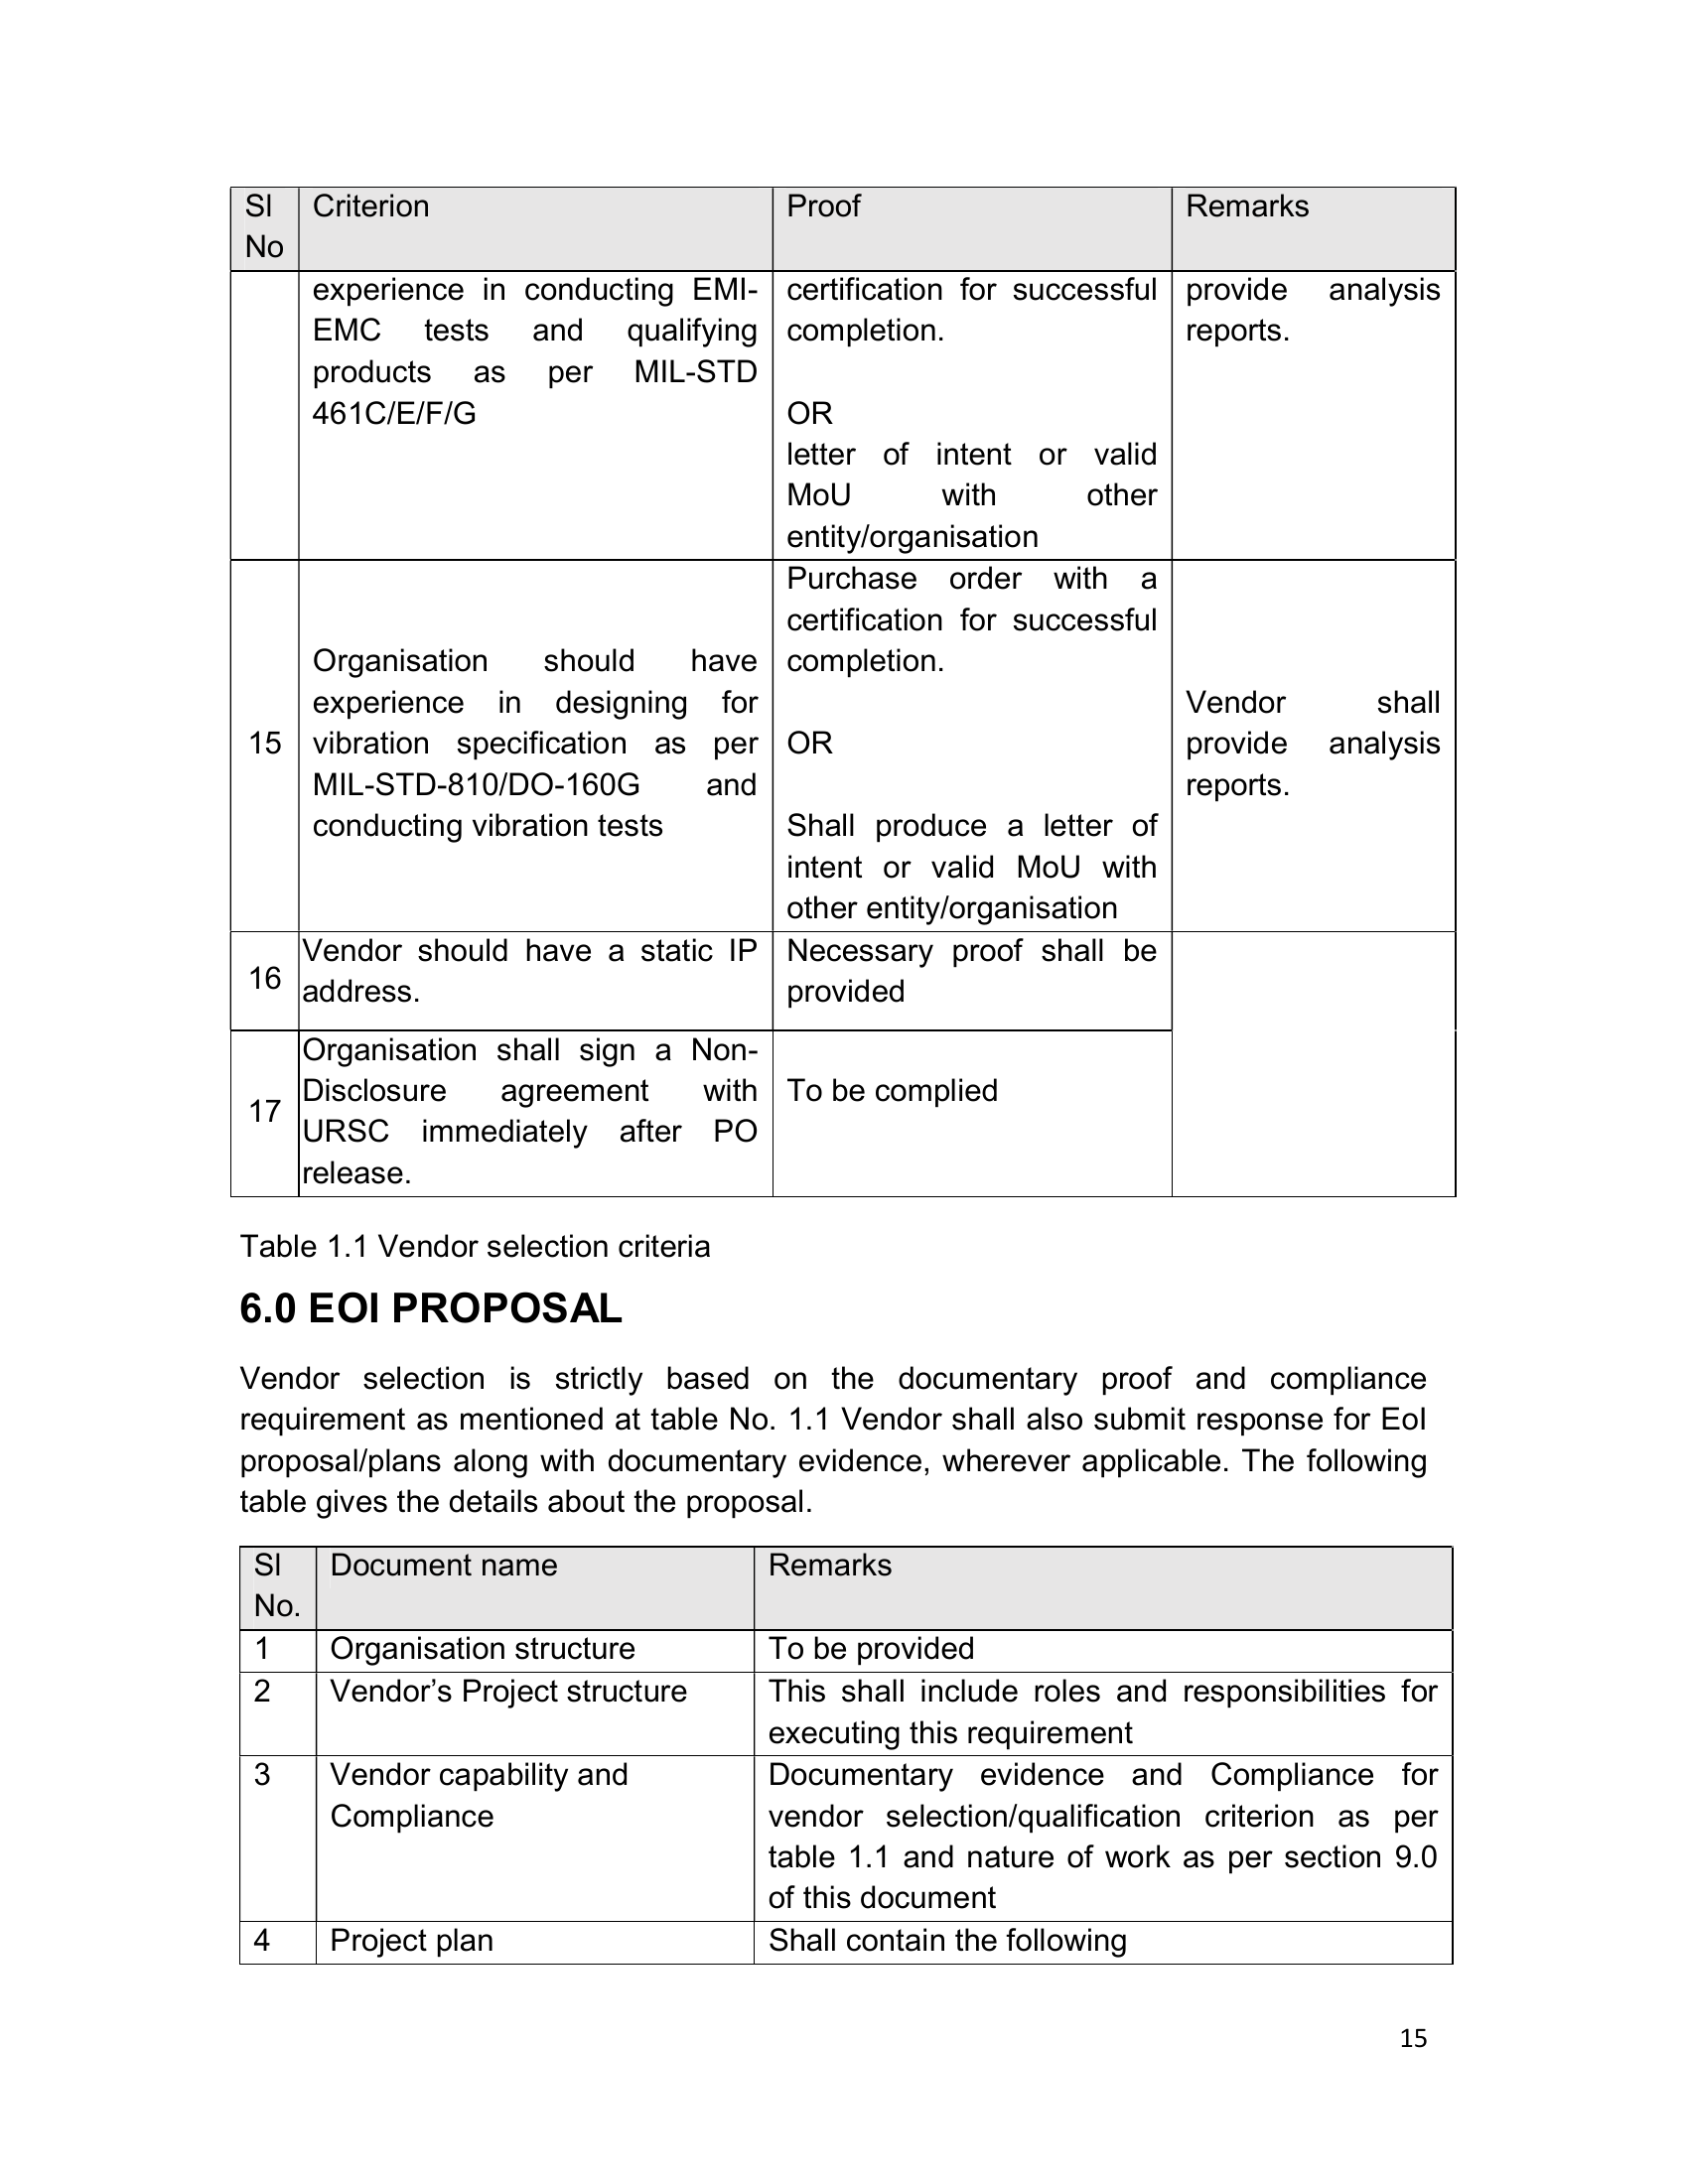 Sl No
Criterion
Proof
Remarks
experience in conducting EMI-
EMC tests and qualifying
products as per MIL-STD
461C/E/F/G
certification for successful
completion.
OR
letter of intent or valid
MoU with other
entity/organisation
provide analysis
reports.
15
Organisation should have
experience in designing for
vibration specification as per
MIL-STD-810/DO-160G and
conducting vibration tests
Purchase order with a
certification for successful
completion.
OR
Shall produce a letter of
intent or valid MoU with
other entity/organisation
Vendor shall
provide analysis
reports.
16
Vendor should have a static IP
address.
Necessary proof shall be
provided
17
Organisation shall sign a Non-
Disclosure agreement with
URSC immediately after PO
release.
To be complied
Table 1.1 Vendor selection criteria
6.0 EOI PROPOSAL
Vendor selection is strictly based on the documentary proof and compliance
requirement as mentioned at table No. 1.1 Vendor shall also submit response for EoI
proposal/plans along with documentary evidence, wherever applicable. The following
table gives the details about the proposal.
Sl
No.
Document name
Remarks
1
Organisation structure
To be provided
2
Vendor’s Project structure
This shall include roles and responsibilities for
executing this requirement
3
Vendor capability and
Compliance
Documentary evidence and Compliance for
vendor selection/qualification criterion as per
table 1.1 and nature of work as per section 9.0
of this document
4
Project plan
Shall contain the following
15